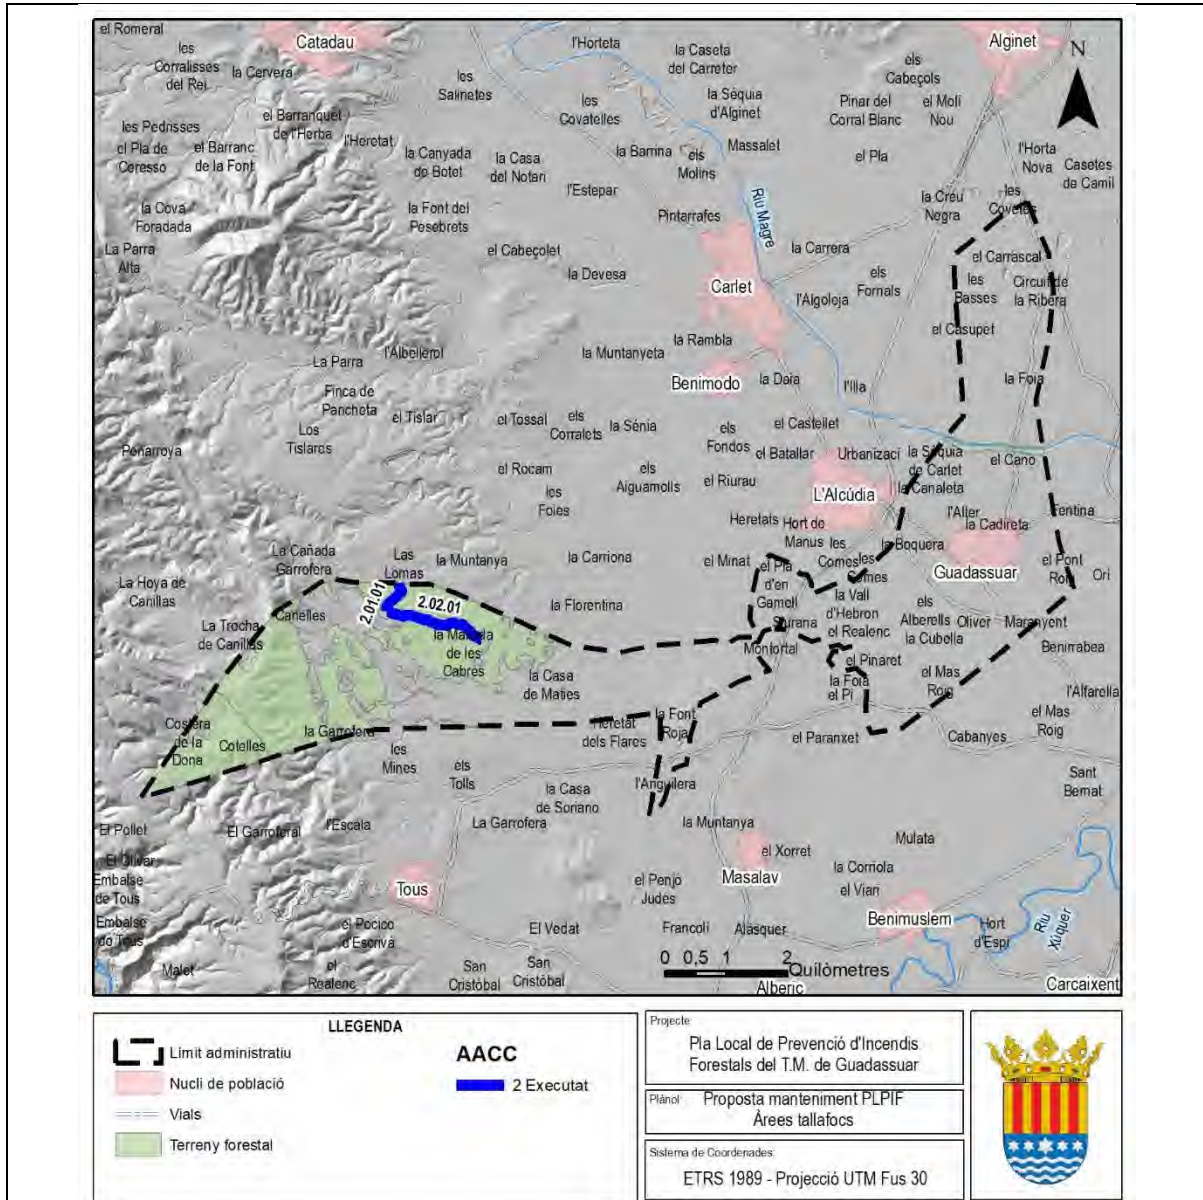 el Romeral
Catadau
les
Corralisses
del Rei
la Cervera
l'Horteta
la Caseta
del Carreter
Alginet
N
els
Cabeçols
les
Salinetes
les
Covatelles
la Sèquia
d'Alginet
Pinar del
Corral Blanc
el Molí
Nou
les Pedrisses
el Pla de
Ceresso
el Barranc
de la Font
el Barranquet
de l'Herba
l'Heretat
la Canyada
de Botet
la Casa
del Notari
la Barrina
els
Molins
Massalet
el Pla
l'Horta
Nova
Casetes
de Camil
l'Estepar
la Cova
Foradada
la Font del
Pesebrets
Pintarrafes
Riu Magre
la Creu
Negra
les
Covetes
La Parra
Alta
el Cabeçolet
la Devesa
la Carrera
el Carrascal
Carlet
els
Fornals
l'Algoloja
les
Basses
Circuit de
la Ribera
la Rambla
el Casupet
La Parra
l'Albellerol
la Muntanyeta
Benimodo
la Daia
l'Illa
la Foia
Finca de
Pancheta
el Tislar
el Tossal
els
Corralets
la Sènia
els
Fondos
el Castellet
Los
Tislares
Peñarroya
el Batallar
Urbanizaci
la Sèquia
de Carlet
el Cano
el Rocam
els
Aiguamolls
el Riurau
L'Alcúdia
la Canaleta
les
Foies
Heretats
Hort de
Manus
l'Alter
la Cadireta
Fentina
La Cañada
Garrofera
Las
Lomas
la Muntanya
la Carriona
el Minat
les
Comes
les
Comes
la Boquera
Guadassuar
el Pont
Roig
Ori
La Hoya de
Canillas
2.01.01
2.02.01
la Florentina
el Pla
d'en
Gamell
la Vall
d'Hebron
els
Alberells
Oliver
Maranyent
La Trocha
de Canillas
Canelles
de les
Cabres
Montortal
el Realenc
la Cubella
Benirrabea
la Casa
de Maties
el Pinaret
la Foia
el Pi
el Mas
Roig
l'Alfarella
Costera
de la
Dona
Cotelles
la Garrofera
les
Mines
Heretat
dels Flares
la Font
Roja
el Paranxet
Cabanyes
el Mas
Roig
els
Tolls
la Casa
de Soriano
l'Anguilera
Sant
Bernat
El Pollet
El Garroferal
l'Escala
La Garrofera
la Muntanya
Mulata
El Olivar
Embalse
de Tous
Tous
el Penjo
Judes
el Xorret
Masalav
la Corriola
el Viari
Embalse
de Tous
el Pocico
d'Escrivà
El Vedat
Francolí
Alasquer
Benimuslem
Hort
d'Espí
Riu
Xúquer
Malet
el
Realenc
San
Cristóbal
San
Cristóbal
0 0,5 1 2
Quilòmetres
Alberic
Carcaixent
LLEGENDA
Límit administratiu
Nucli de població
Vials
Terreny forestal
AACC
2 Executat
Projecte:
Pla Local de Prevenció d'Incendis
Forestals del T.M. de Guadassuar
Plànol:
Proposta manteniment PLPIF
Àrees tallafocs
Sistema de Coordenades:
ETRS 1989 - Projecció UTM Fus 30